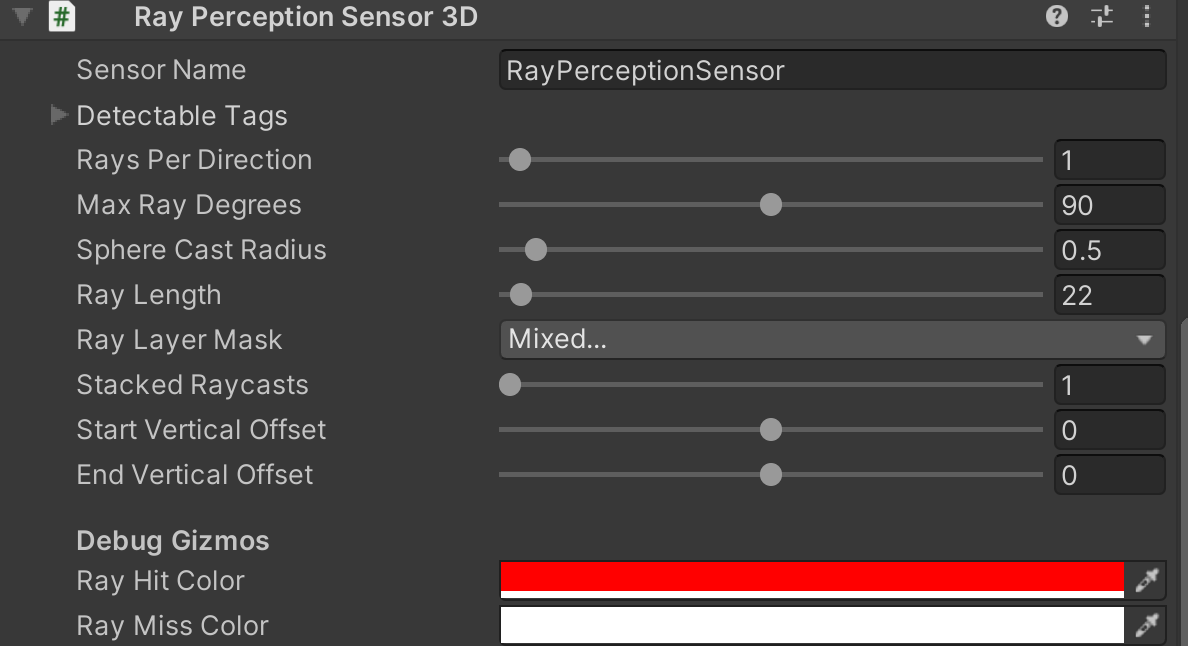 # Ray Perception Sensor 3D ?
Sensor Name RayPerceptionSensor
Detectable Tags
Rays Per Direction 1
Max Ray Degrees 90
Sphere Cast Radius 0.5
Ray Length 22
Ray Layer Mask Mixed...
Stacked Raycasts 1
Start Vertical Offset 0
End Vertical Offset 0
Debug Gizmos
Ray Hit Color
Ray Miss Color